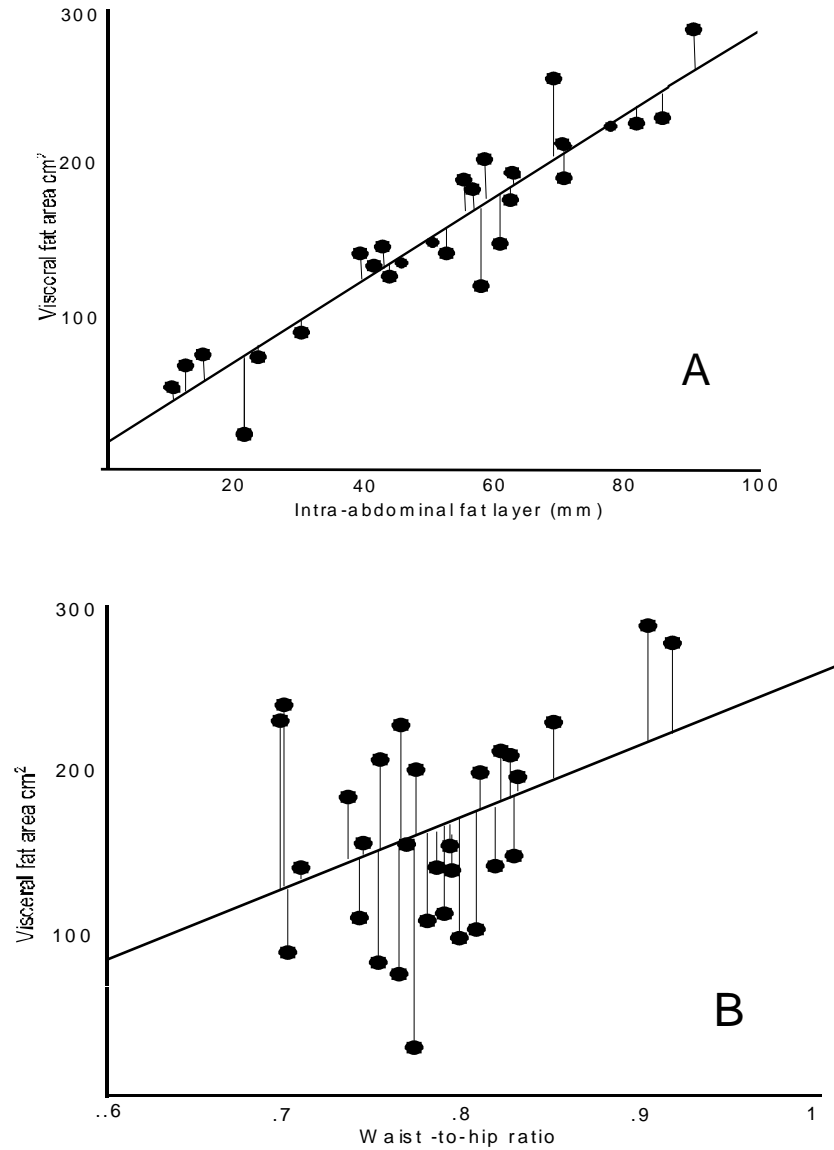 300
200
100
Visceral fat area cm²
A
20 40 60 80 100
Intra-abdominal fat layer (mm)
300
200
100
Visceral fat area cm²
B
..6 .7 .8 .9 1
Waist -to-hip ratio